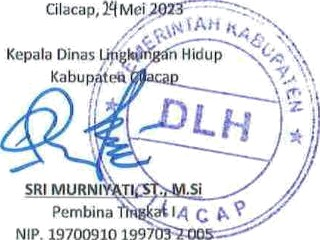 Cilacap, 24 Mei 2023
Kepala Dinas Lingkungan Hidup
Kabupaten Cilacap
PEMERINTAH KABUPATEN
DLH
CILACAP
SRI MURNIYATI, ST., M.Si
Pembina Tingkat I
NIP. 19700910 199703 2 005